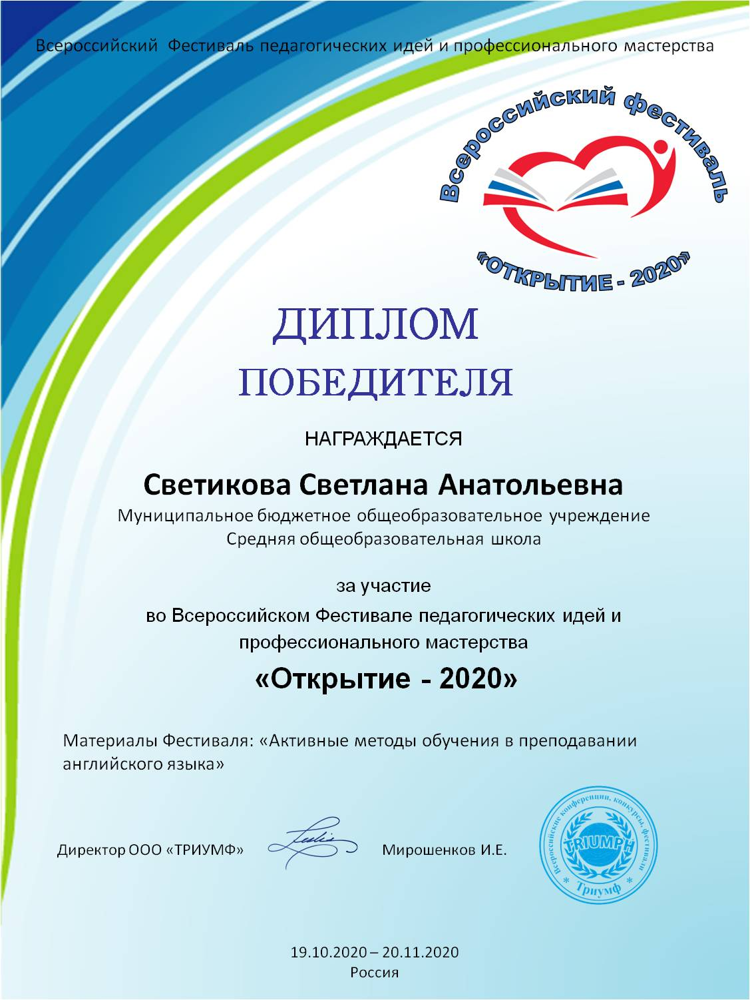 Всероссийский Фестиваль педагогических идей и профессионального мастерства
Всероссийский фестиваль
«ОТКРЫТИЕ - 2020»
ДИПЛОМ
ПОБЕДИТЕЛЯ
НАГРАЖДАЕТСЯ
Светикова Светлана Анатольевна
Муниципальное бюджетное общеобразовательное учреждение
Средняя общеобразовательная школа
за участие
во Всероссийском Фестивале педагогических идей и
профессионального мастерства
«Открытие - 2020»
Материалы Фестиваля: «Активные методы обучения в преподавании
английского языка»
Директор ООО «ТРИУМФ»
Мирошенков И.Е.
Всероссийские конференции, конкурсы, фестивали
TRIUMPH
* Триумф *
19.10.2020 – 20.11.2020
Россия